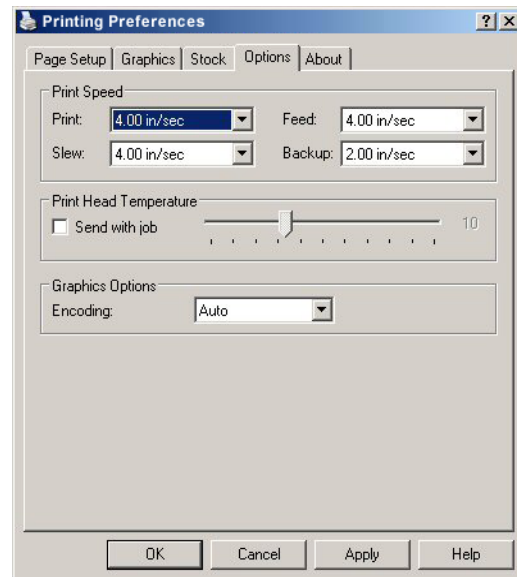 Printing Preferences
Page Setup Graphics Stock Options About
Print Speed
Print: 4.00 in/sec Feed: 4.00 in/sec
Slew: 4.00 in/sec Backup: 2.00 in/sec
Print Head Temperature
Send with job 10
Graphics Options
Encoding: Auto
OK Cancel Apply Help